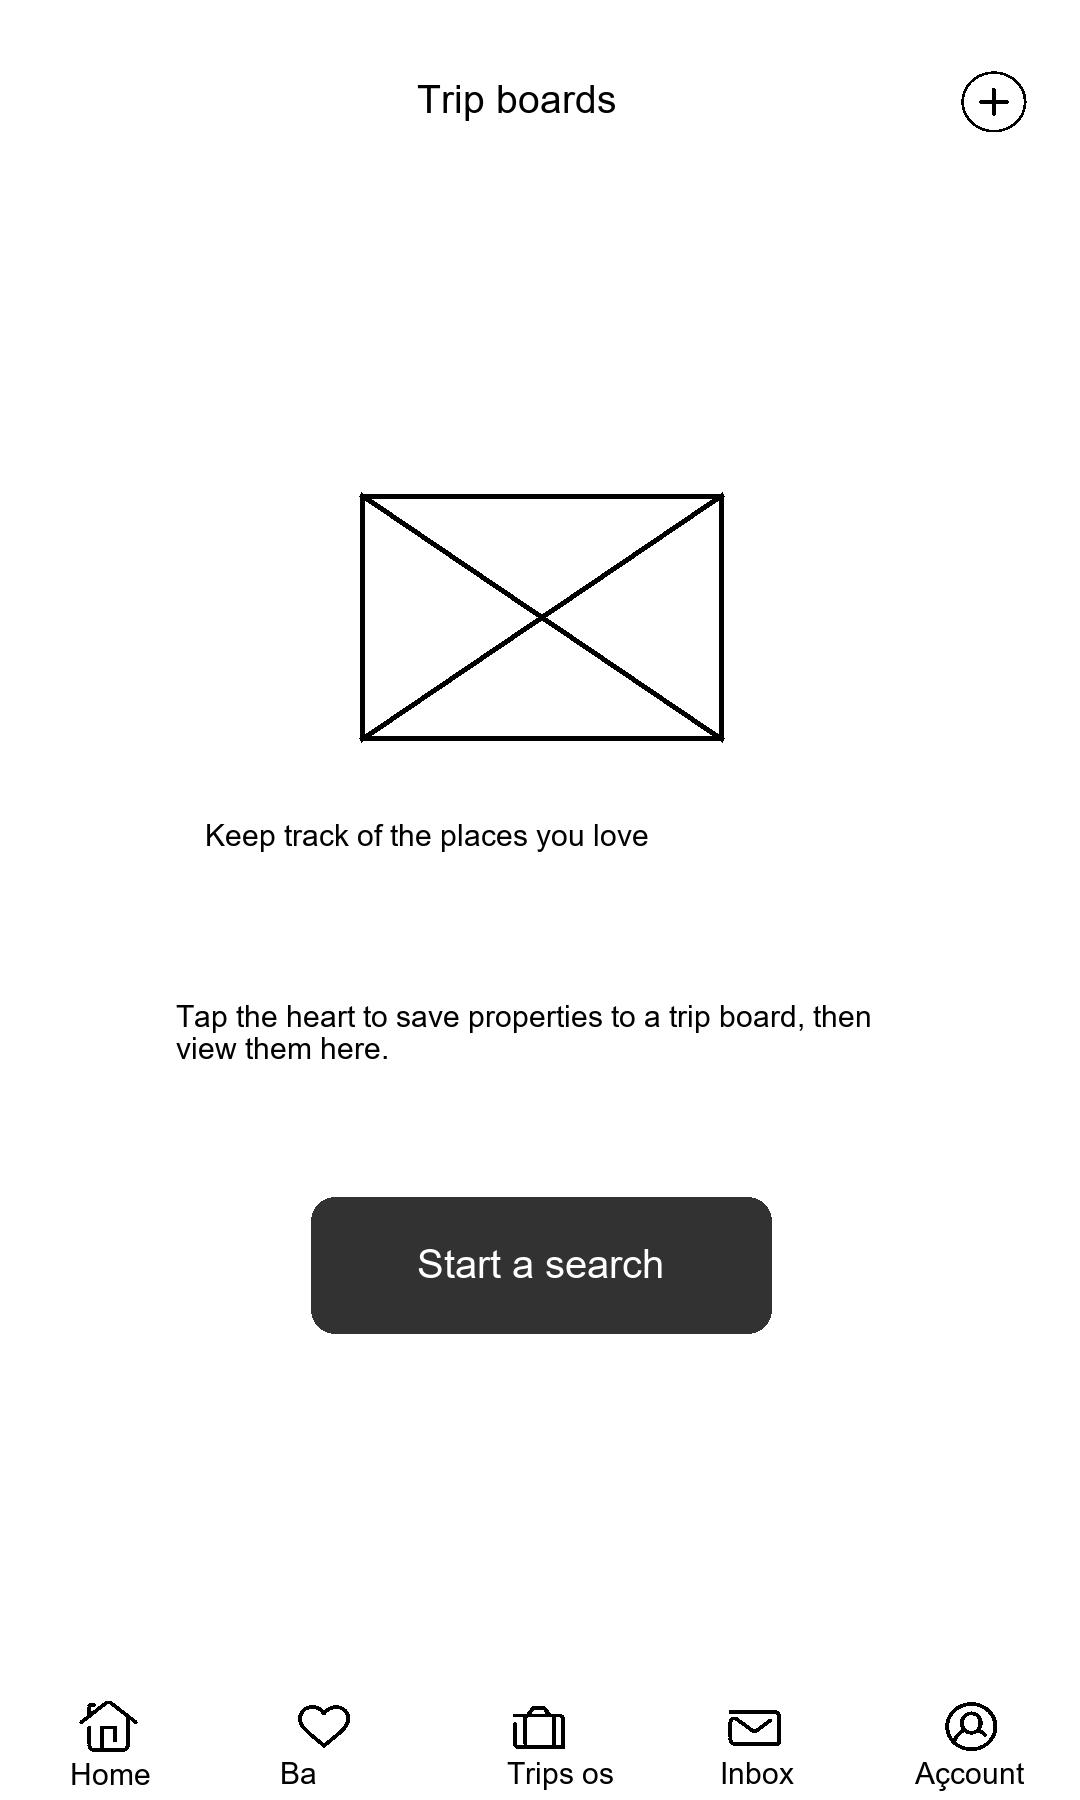 Trip boards
Keep track of the places you love
Tap the heart to save properties to a trip board, then
view them here.
Start a search
Home
Ba
Trips os
Inbox
Açcount